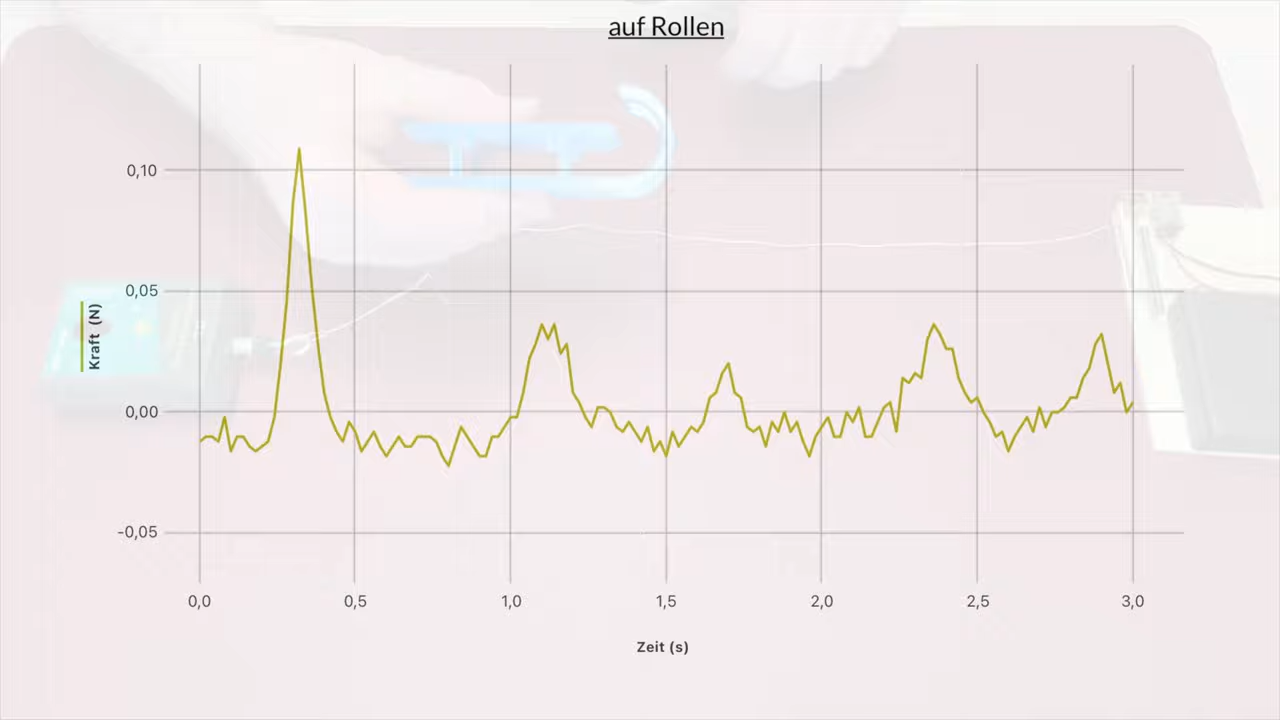 auf Rollen
0,10
0,05
0,00
-0,05
Kraft (N)
0,0 0,5 1,0 1,5 2,0 2,5 3,0
Zeit (s)